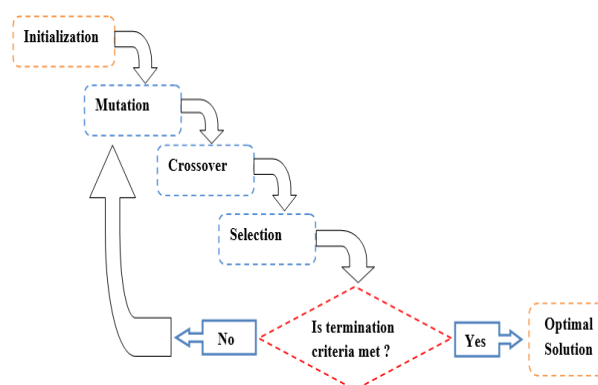 Initialization
Mutation
Crossover
Selection
Is termination
criteria met ?
No
Yes
Optimal
Solution